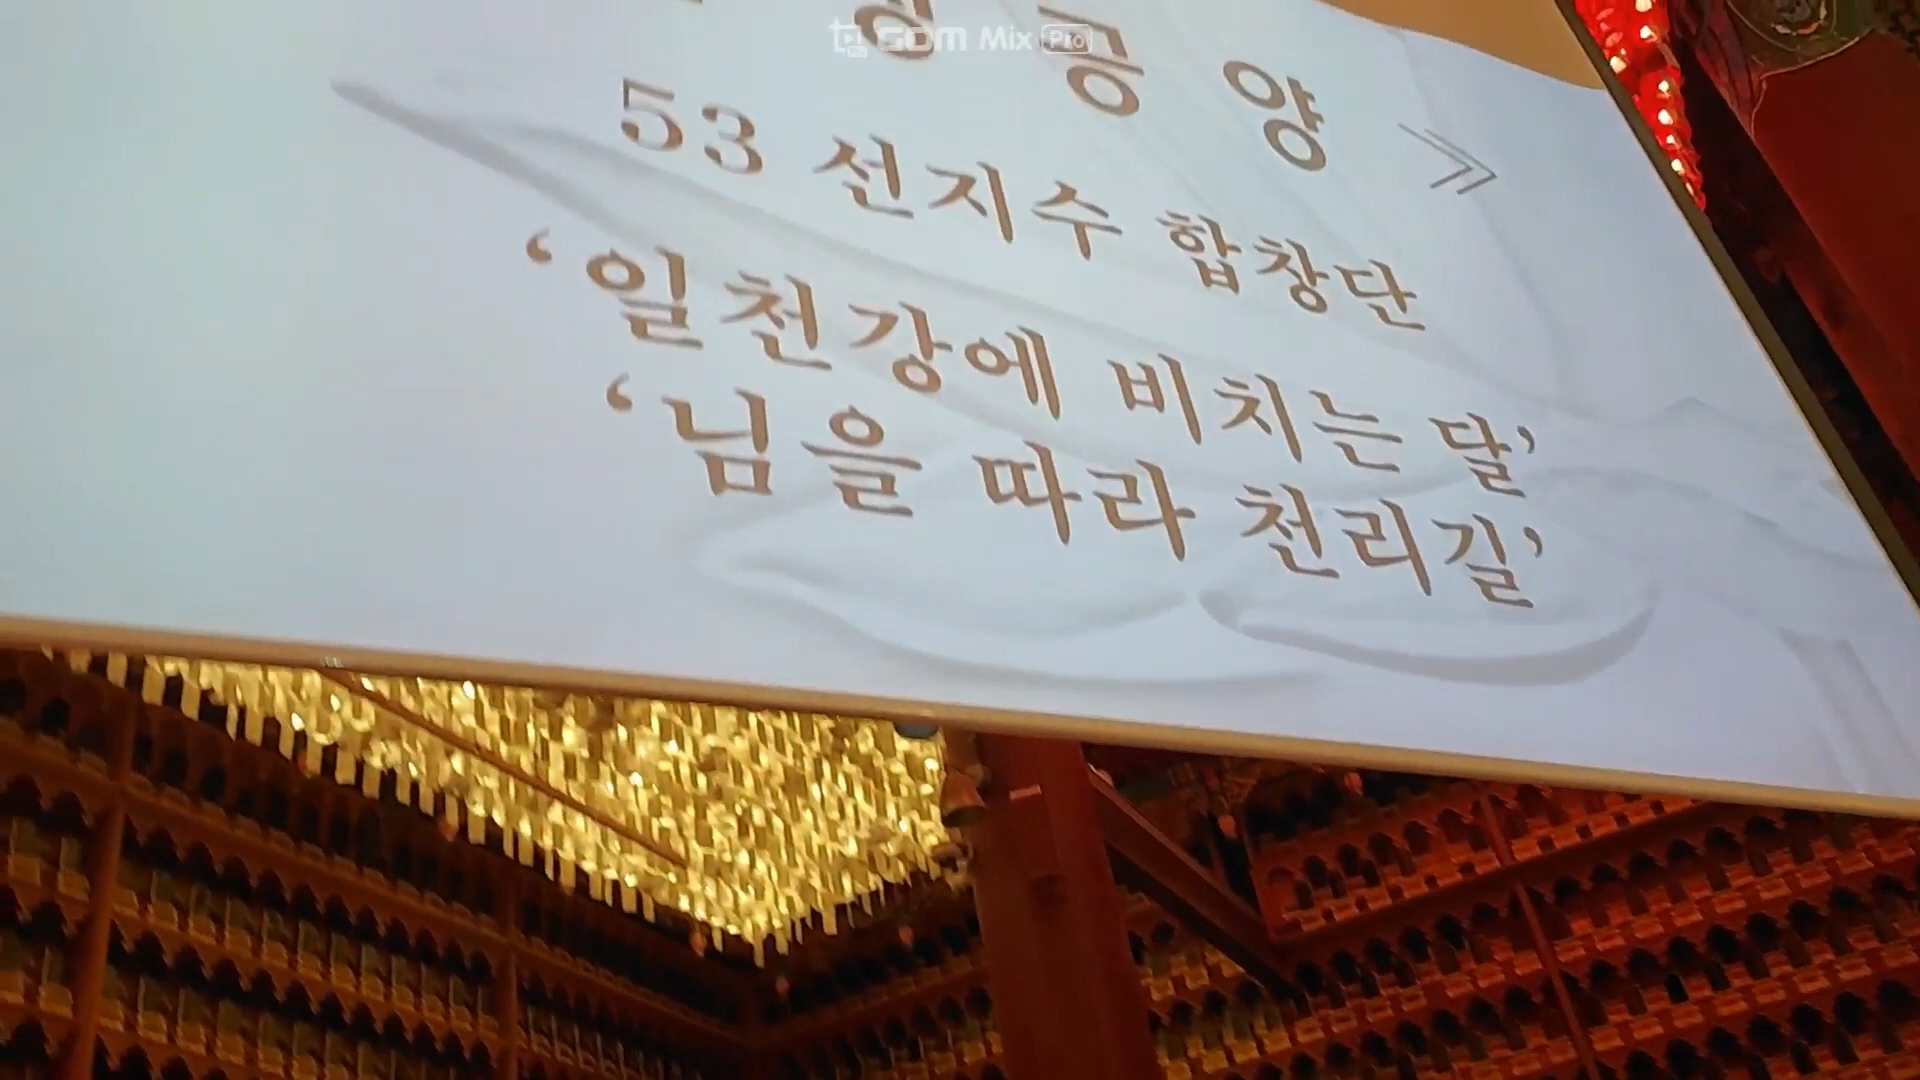 GOM Mix Pro
공 양 》
53 선지수 합창단
‘일천강에 비치는 달’
‘님을 따라 천리길’